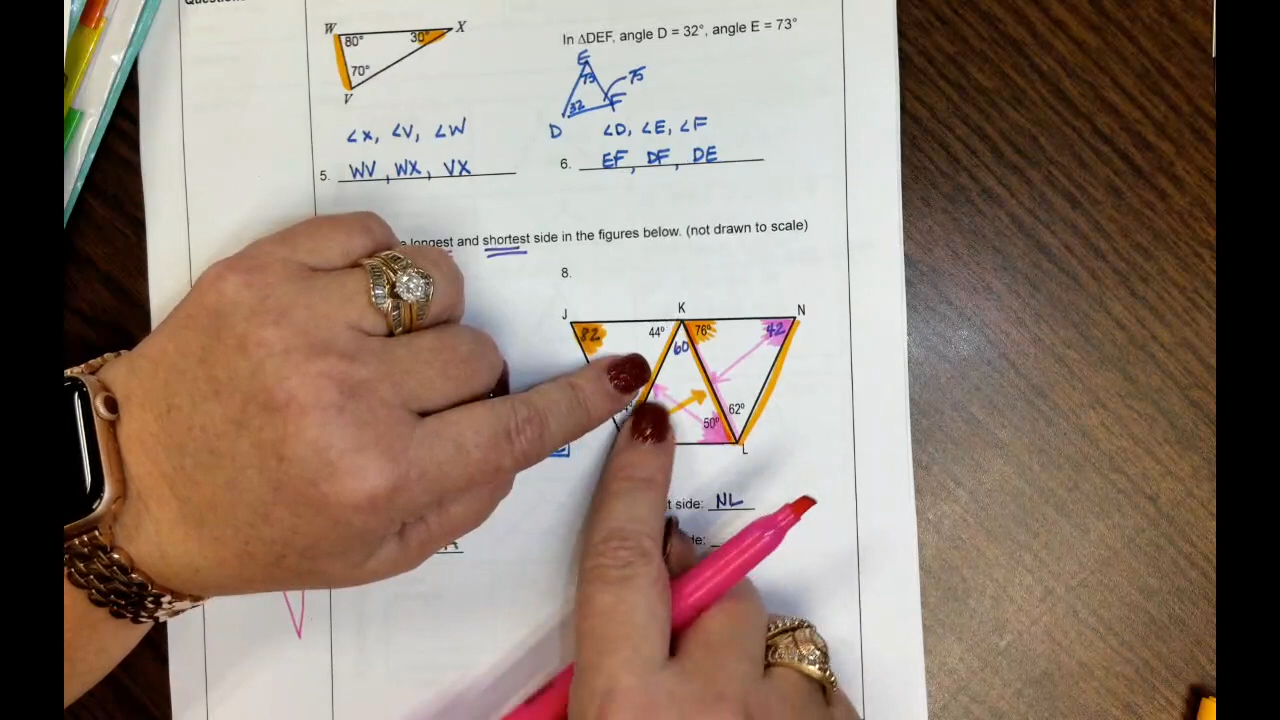 W
X
80°
30°
70°
V
∠X, ∠V, ∠W
5. WV, WX, VX
In ΔDEF, angle D = 32°, angle E = 73°
E
73
75
32
F
D
∠D, ∠E, ∠F
6. EF, DF, DE
longest and shortest side in the figures below. (not drawn to scale)
8.
J
K
N
82
44°
76°
42
60
62°
50°
L
side: NL